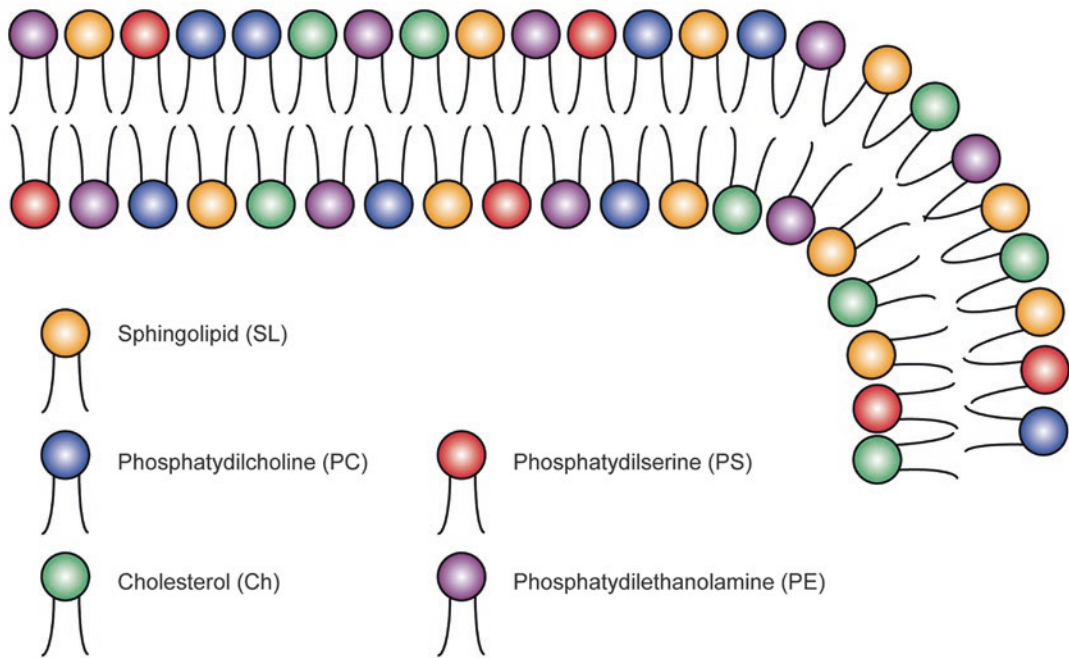 Sphingolipid (SL)
Phosphatydilcholine (PC)
Phosphatydilserine (PS)
Cholesterol (Ch)
Phosphatydilethanolamine (PE)